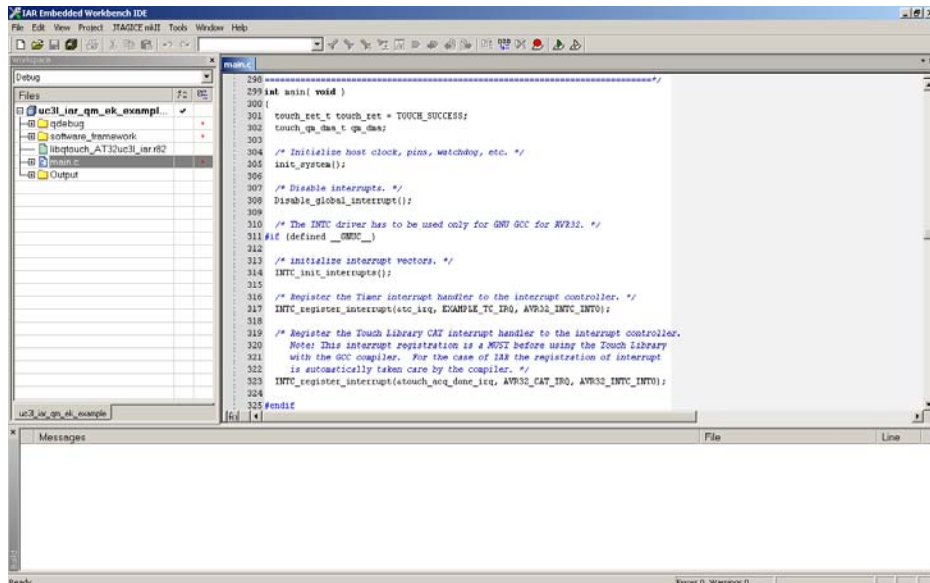 IAR Embedded Workbench IDE
File Edit View Project JTAGICE mkII Tools Window Help
Workspace
main.c
Debug
Files
uc3l_iar_qm_ek_exampl...
qdebug
software_framework
libqtouch_AT32uc3l_iar.r82
main.c
Output
uc3l_iar_qm_ek_example
298 ==============================================================================*/
299 int main( void )
300 {
301 touch_ret_t touch_ret = TOUCH_SUCCESS;
302 touch_qm_dma_t qm_dma;
303
304 /* Initialize host clock, pins, watchdog, etc. */
305 init_system();
306
307 /* Disable interrupts. */
308 Disable_global_interrupt();
309
310 /* The INTC driver has to be used only for GNU GCC for AVR32. */
311 #if (defined __GNUC__)
312
313 /* initialize interrupt vectors. */
314 INTC_init_interrupts();
315
316 /* Register the Timer interrupt handler to the interrupt controller. */
317 INTC_register_interrupt(&tc_irq, EXAMPLE_TC_IRQ, AVR32_INTC_INT0);
318
319 /* Register the Touch Library CAT interrupt handler to the interrupt controller.
320 Note: This interrupt registration is a MUST before using the Touch Library
321 with the GCC compiler. For the case of IAR the registration of interrupt
322 is automatically taken care by the compiler. */
323 INTC_register_interrupt(&touch_acq_done_irq, AVR32_CAT_IRQ, AVR32_INTC_INT0);
324
325 #endif
Messages File Line
Build
Ready
Errors 0, Warnings 0